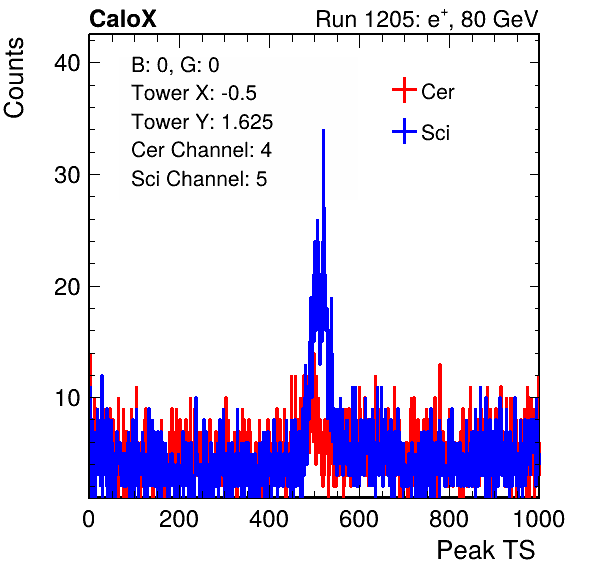 CaloX Run 1205: e+, 80 GeV
Counts
B: 0, G: 0
Tower X: -0.5
Tower Y: 1.625
Cer Channel: 4
Sci Channel: 5
Cer
Sci
40
30
20
10
0 200 400 600 800 1000
Peak TS